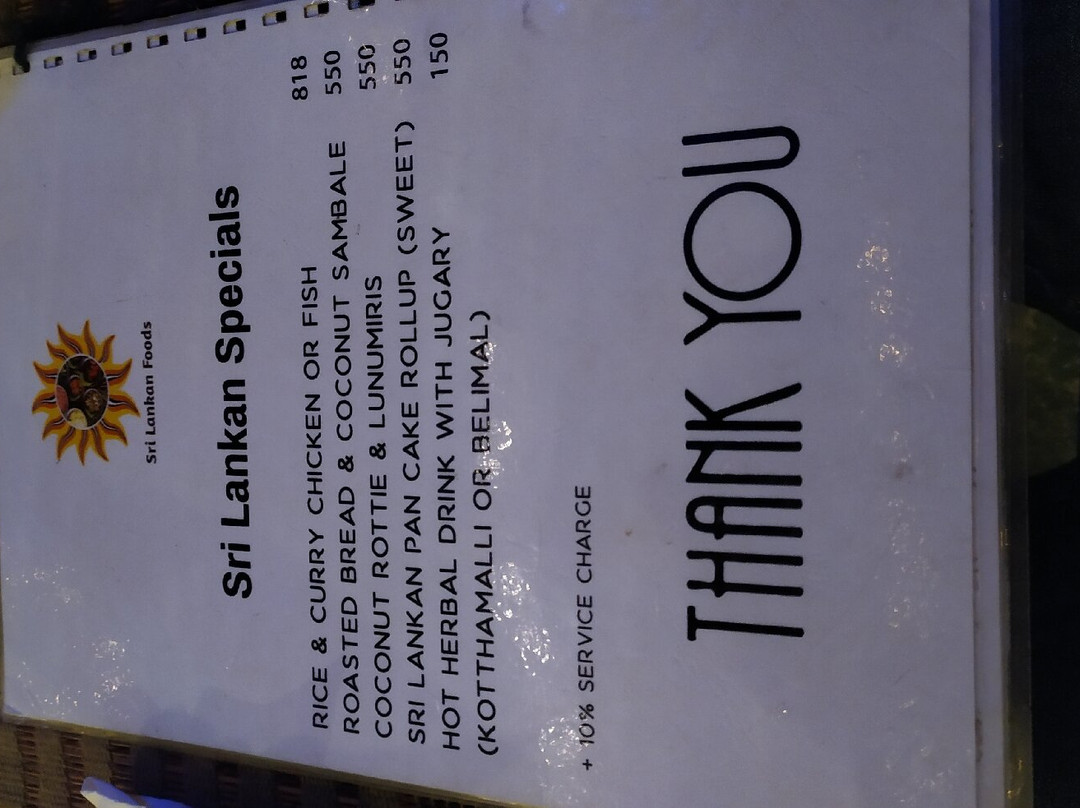 Sri Lankan Foods
Sri Lankan Specials
RICE & CURRY CHICKEN OR FISH 818
ROASTED BREAD & COCONUT SAMBALE 550
COCONUT ROTTIE & LUNUMIRIS 550
SRI LANKAN PAN CAKE ROLLUP (SWEET) 550
HOT HERBAL DRINK WITH JUGARY 150
(KOTTHAMALLI OR BELIMAL)
+ 10% SERVICE CHARGE
THANK YOU